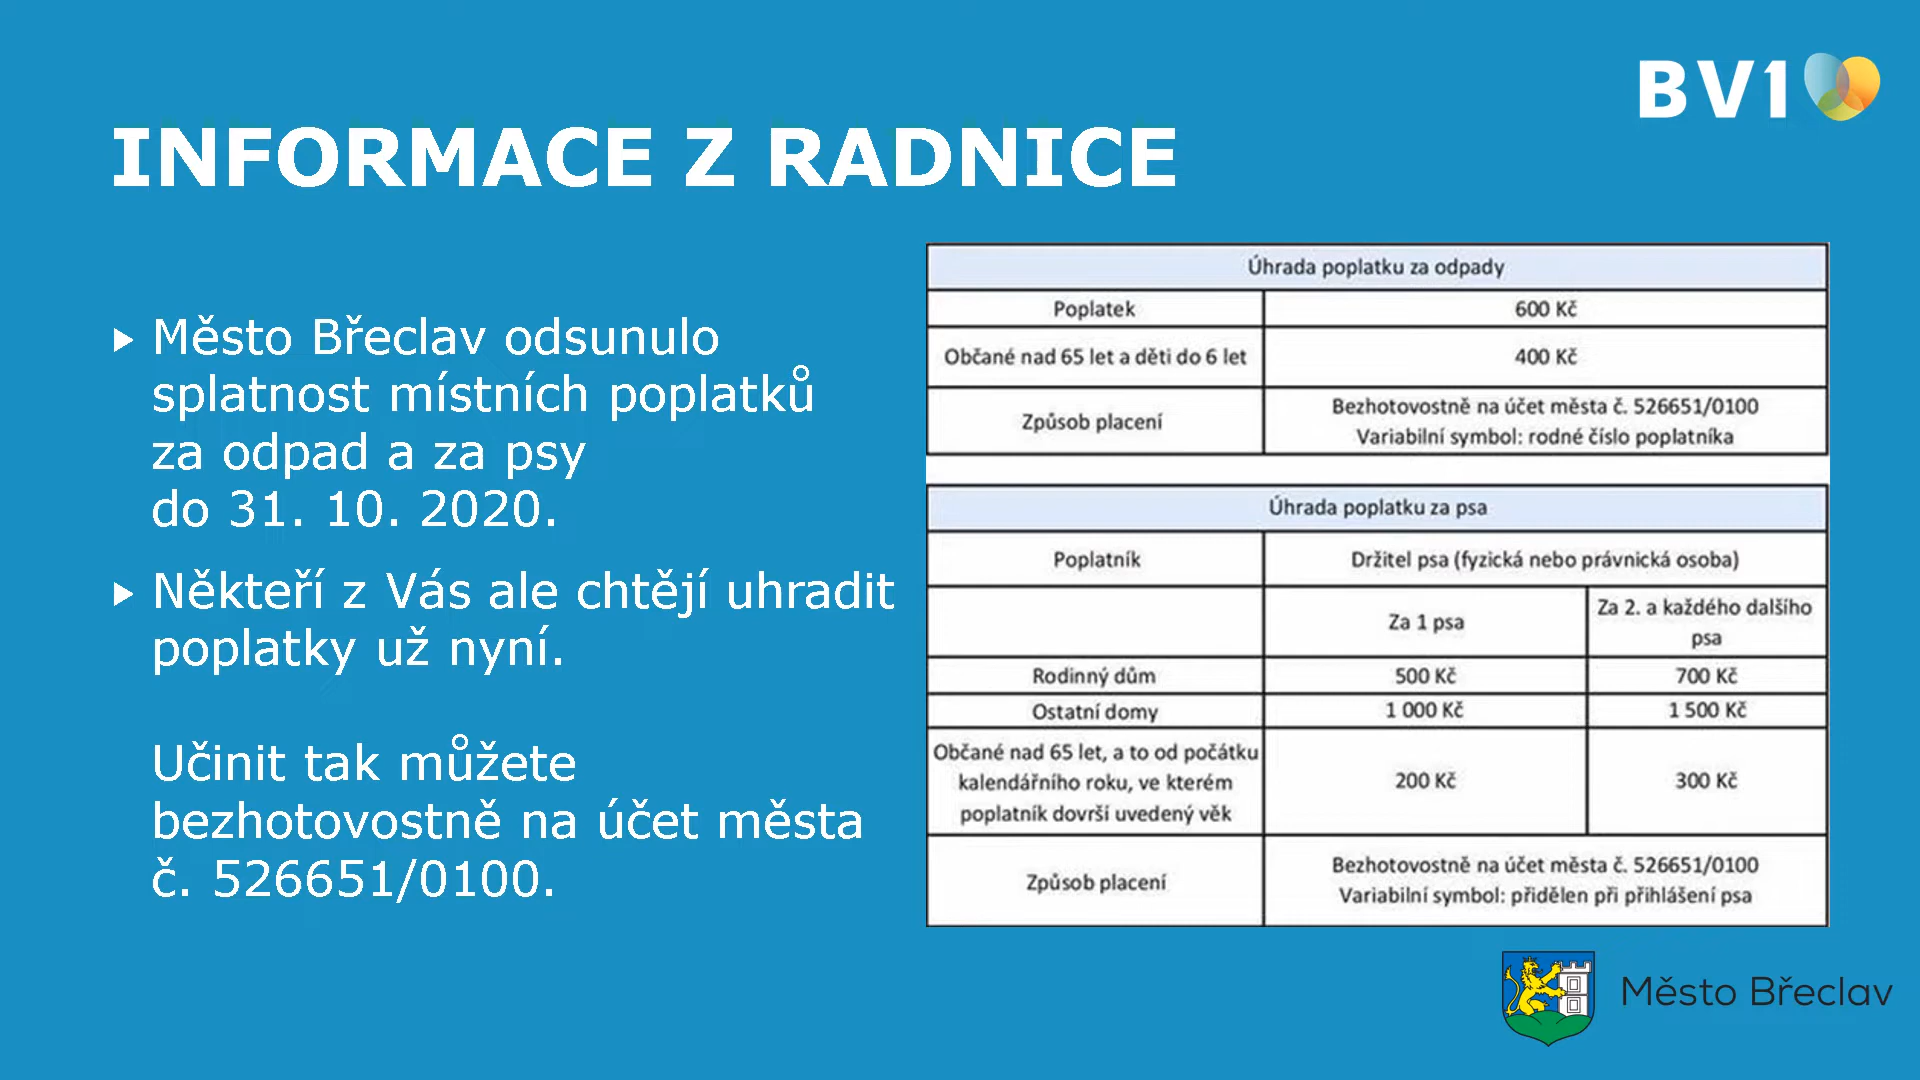 BV1
INFORMACE Z RADNICE
Město Břeclav odsunulo
splatnost místních poplatků
za odpad a za psy
do 31. 10. 2020.
Někteří z Vás ale chtějí uhradit
poplatky už nyní.
Učinit tak můžete
bezhotovostně na účet města
č. 526651/0100.
Úhrada poplatku za odpady
Poplatek 600 Kč
Občané nad 65 let a děti do 6 let 400 Kč
Způsob placení
Bezhotovostně na účet města č. 526651/0100
Variabilní symbol: rodné číslo poplatníka
Úhrada poplatku za psa
Poplatník Držitel psa (fyzická nebo právnická osoba)
Za 1 psa
Za 2. a každého dalšího
psa
Rodinný dům 500 Kč 700 Kč
Ostatní domy 1 000 Kč 1 500 Kč
Občané nad 65 let, a to od počátku
kalendářního roku, ve kterém
poplatník dovrší uvedený věk
200 Kč 300 Kč
Způsob placení
Bezhotovostně na účet města č. 526651/0100
Variabilní symbol: přidělen při přihlášení psa
Město Břeclav